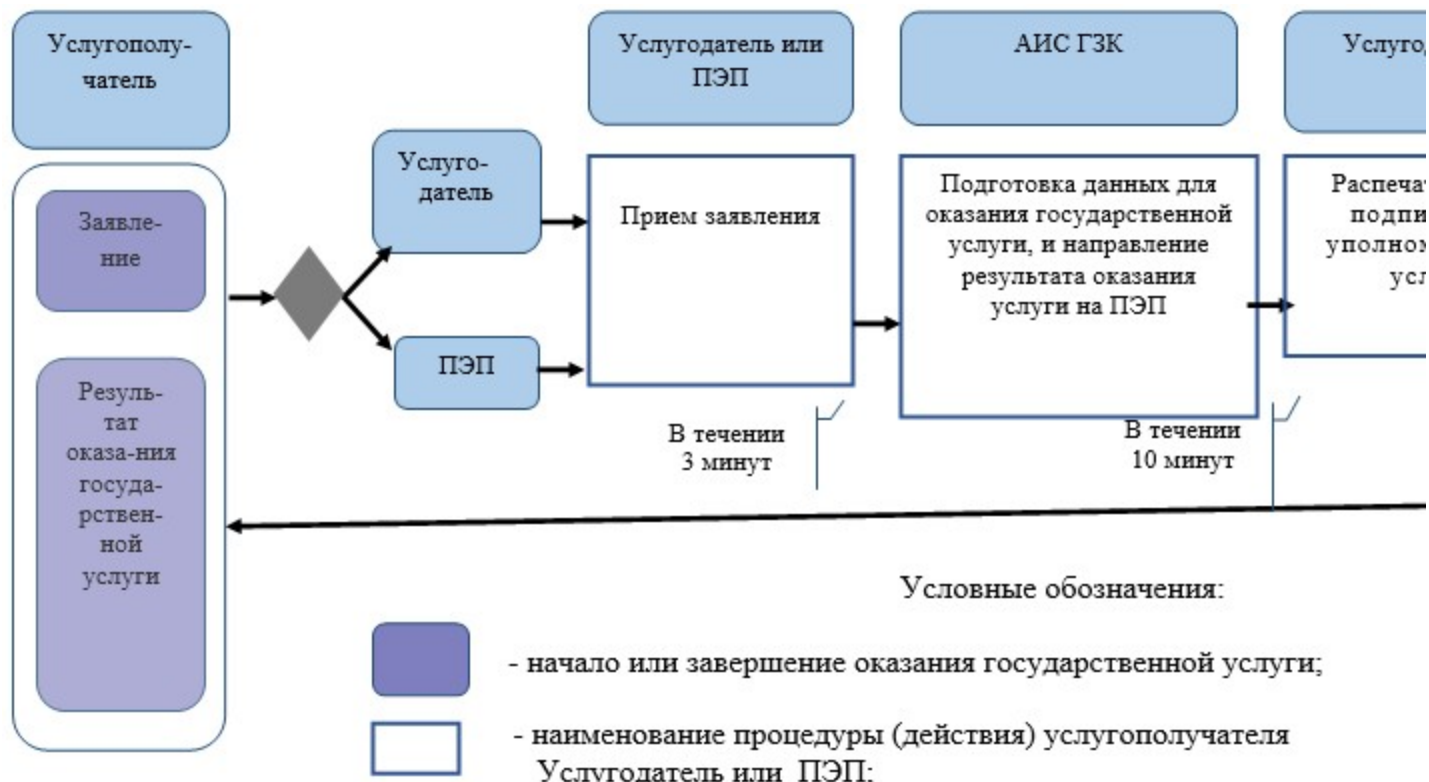 Услугополу-
чатель
Услугодатель или
ПЭП
АИС ГЗК
Заявле-
ние
Резуль-
тат
оказа-ния
госуда-
рствен-
ной
услуги
Услуго-
датель
ПЭП
Прием заявления
В течении
3 минут
Подготовка данных для
оказания государственной
услуги, и направление
результата оказания
услуги на ПЭП
В течении
10 минут
Условные обозначения:
- начало или завершение оказания государственной услуги;
- наименование процедуры (действия) услугополучателя
Услугодатель или ПЭП;